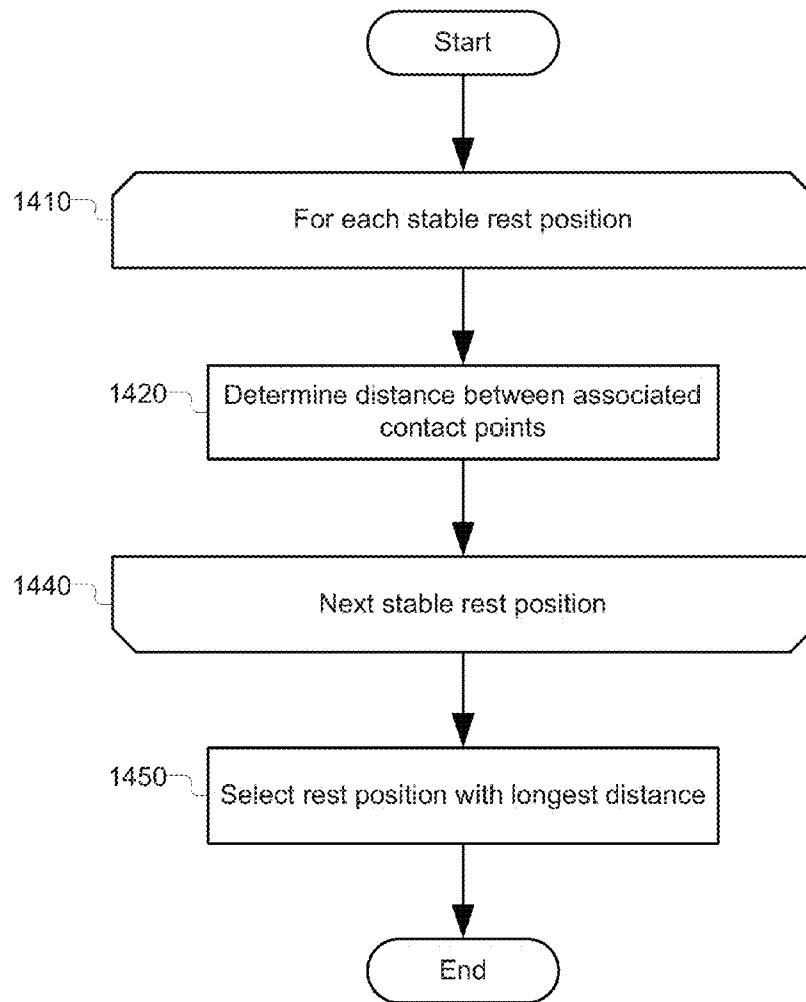 Start
1410
For each stable rest position
1420
Determine distance between associated
contact points
1440
Next stable rest position
1450
Select rest position with longest distance
End